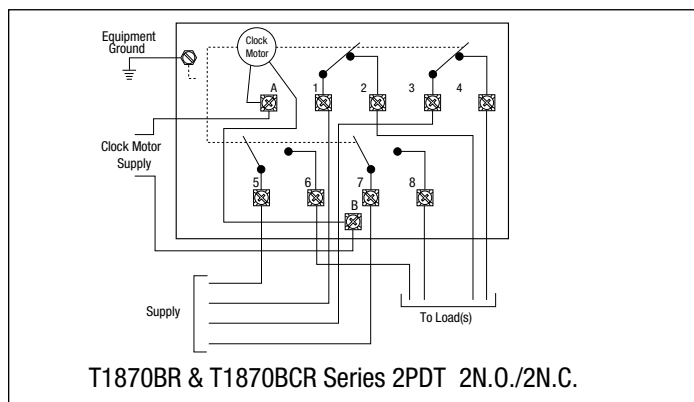 Equipment
Ground
Clock
Motor
A
1
2
3
4
Clock Motor
Supply
5
6
7
8
B
Supply
To Load(s)
T1870BR & T1870BCR Series 2PDT 2N.O./2N.C.